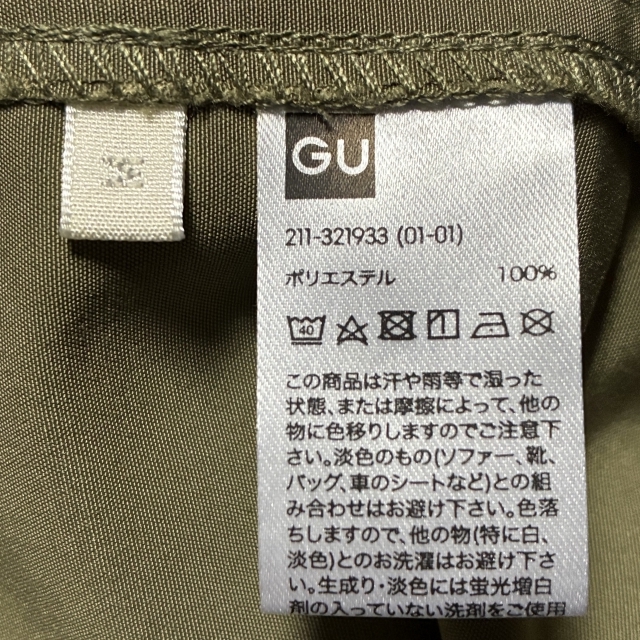 GU
211-321933 (01-01)
ポリエステル 100%
40
この商品は汗や雨等で湿った
状態、または摩擦によって、他の
物に色移りしますのでご注意下
さい。淡色のもの(ソファー、靴、
バッグ、車のシートなど)との組
み合わせはお避け下さい。色落
ちしますので、他の物(特に白、
淡色)とのお洗濯はお避け下さ
い。生成り・淡色には蛍光増白
剤の入っていない洗剤をご使用